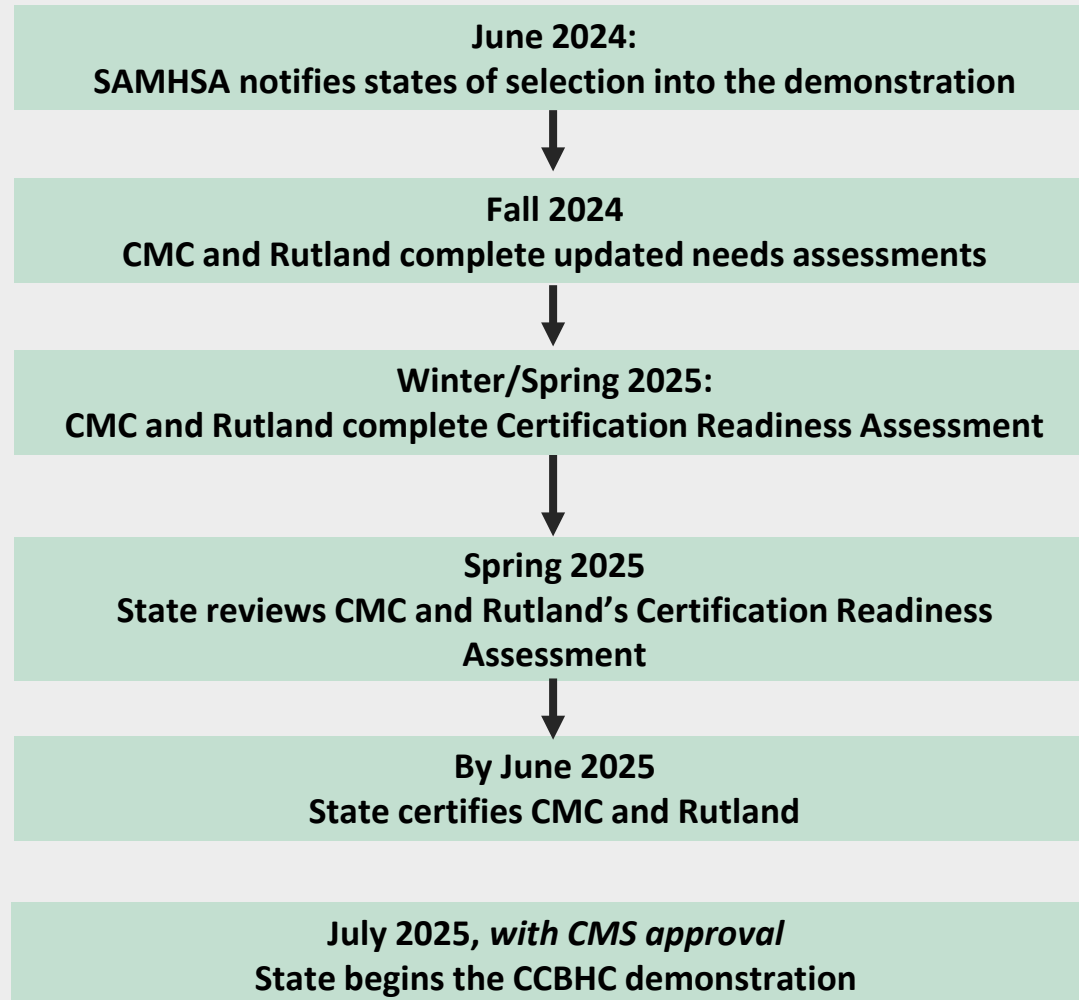 June 2024:
SAMHSA notifies states of selection into the demonstration
Fall 2024
CMC and Rutland complete updated needs assessments
Winter/Spring 2025:
CMC and Rutland complete Certification Readiness Assessment
Spring 2025
State reviews CMC and Rutland’s Certification Readiness
Assessment
By June 2025
State certifies CMC and Rutland
July 2025, with CMS approval
State begins the CCBHC demonstration